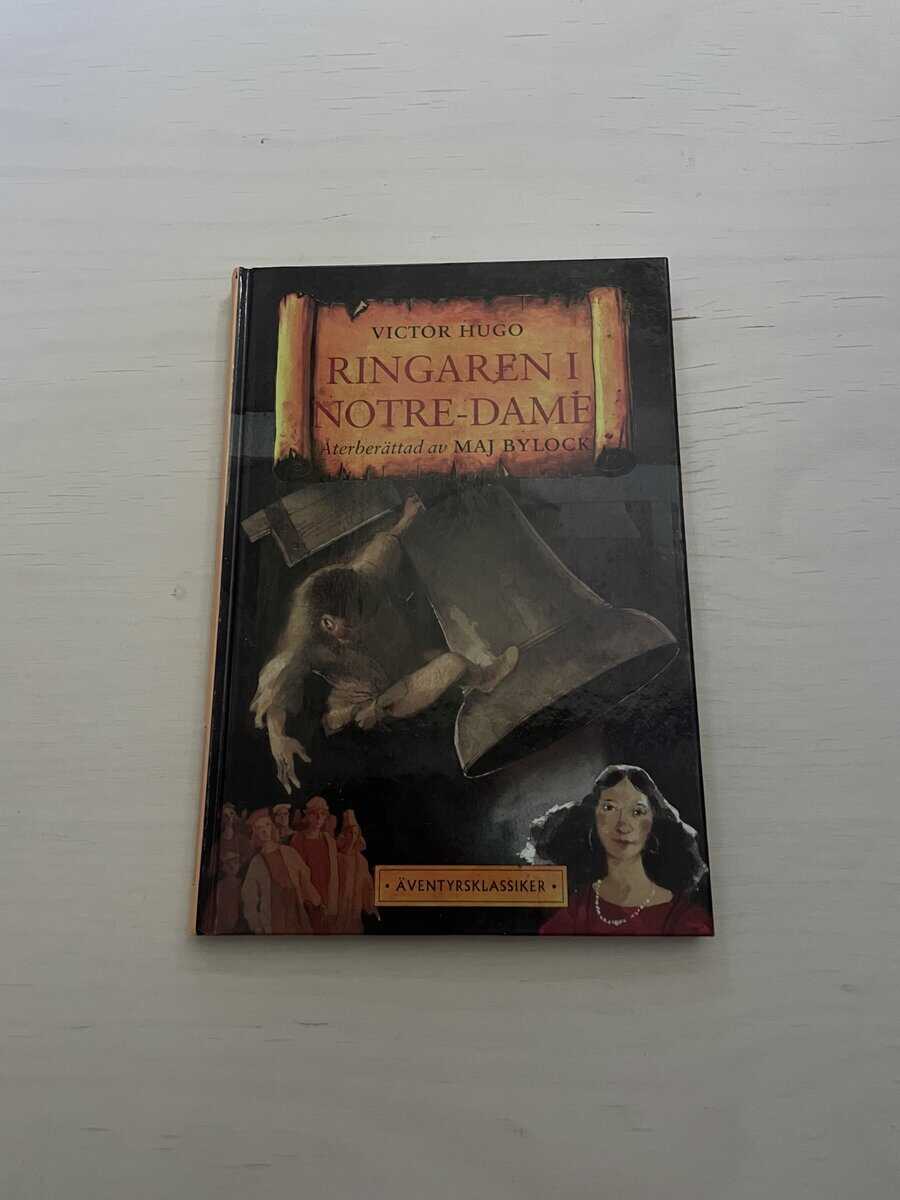 VICTOR HUGO
RINGAREN I
NOTRE-DAME
Återberättad av MAJ BYLOCK
• ÄVENTYRSKLASSIKER •